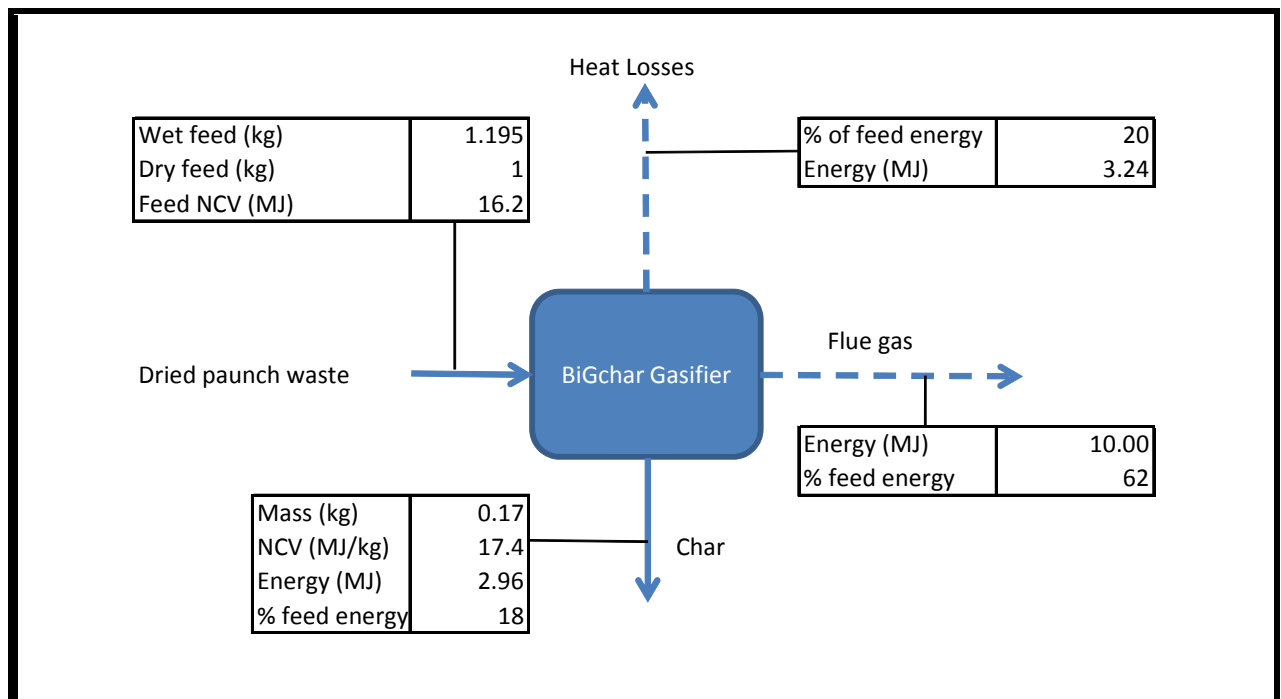 Heat Losses
Wet feed (kg) 1.195
Dry feed (kg) 1
Feed NCV (MJ) 16.2
% of feed energy 20
Energy (MJ) 3.24
Dried paunch waste
BiGchar Gasifier
Flue gas
Energy (MJ) 10.00
% feed energy 62
Mass (kg) 0.17
NCV (MJ/kg) 17.4
Energy (MJ) 2.96
% feed energy 18
Char